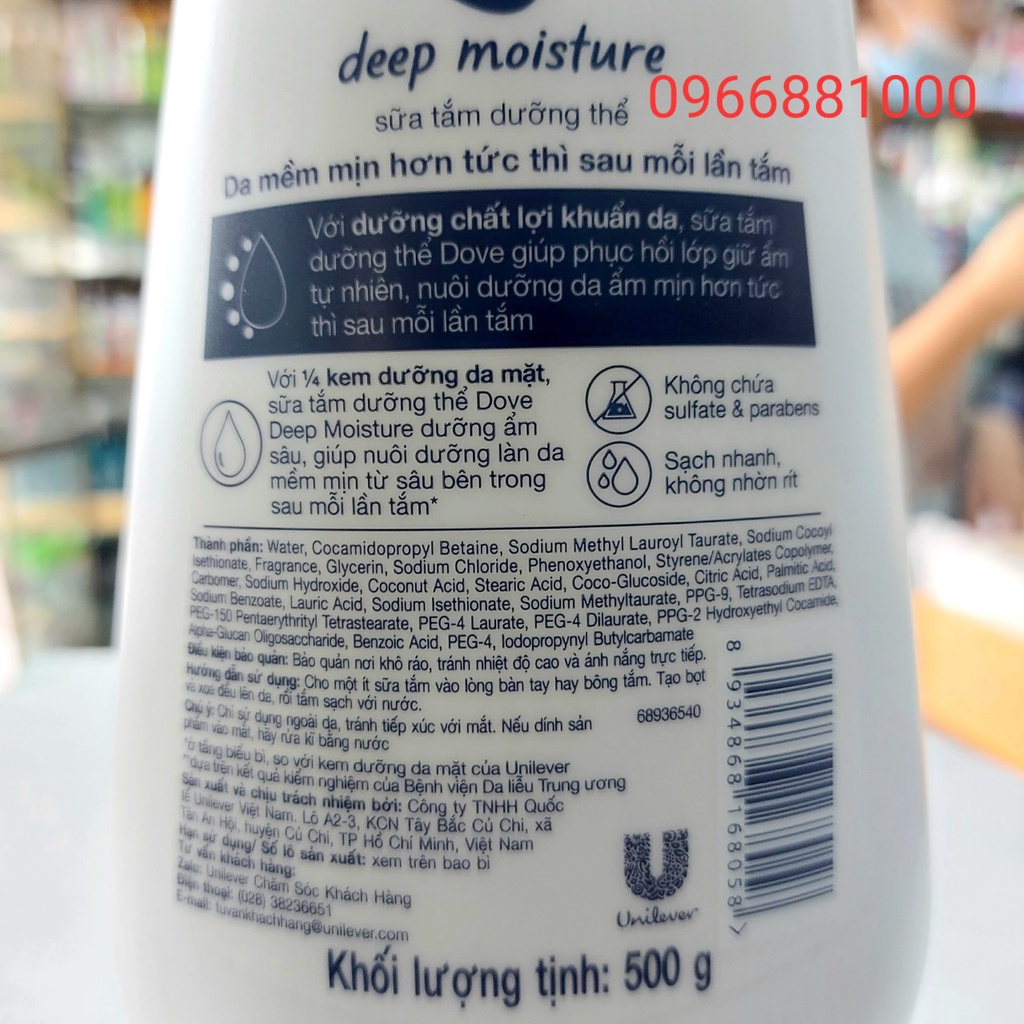 deep moisture
0966881000
sữa tắm dưỡng thể
Da mềm mịn hơn tức thì sau mỗi lần tắm
Với dưỡng chất lợi khuẩn da, sữa tắm
dưỡng thể Dove giúp phục hồi lớp giữ ẩm
tự nhiên, nuôi dưỡng da ẩm mịn hơn tức
thì sau mỗi lần tắm
Với ¼ kem dưỡng da mặt,
sữa tắm dưỡng thể Dove
Deep Moisture dưỡng ẩm
sâu, giúp nuôi dưỡng làn da
mềm mịn từ sâu bên trong
sau mỗi lần tắm*
Không chứa
sulfate & parabens
Sạch nhanh,
không nhờn rít
Thành phần: Water, Cocamidopropyl Betaine, Sodium Methyl Lauroyl Taurate, Sodium Cocoyl
Isethionate, Fragrance, Glycerin, Sodium Chloride, Phenoxyethanol, Styrene/Acrylates Copolymer,
Carbomer, Sodium Hydroxide, Coconut Acid, Stearic Acid, Coco-Glucoside, Citric Acid, Palmitic Acid,
Sodium Benzoate, Lauric Acid, Sodium Isethionate, Sodium Methyltaurate, PPG-9, Tetrasodium EDTA,
PEG-150 Pentaerythrityl Tetrastearate, PEG-4 Laurate, PEG-4 Dilaurate, PPG-2 Hydroxyethyl Cocamide,
Alpha-Glucan Oligosaccharide, Benzoic Acid, PEG-4, Iodopropynyl Butylcarbamate
Điều kiện bảo quản: Bảo quản nơi khô ráo, tránh nhiệt độ cao và ánh nắng trực tiếp.
Hướng dẫn sử dụng: Cho một ít sữa tắm vào lòng bàn tay hay bông tắm. Tạo bọt
và xoa đều lên da, rồi tắm sạch với nước.
Chú ý: Chỉ sử dụng ngoài da, tránh tiếp xúc với mắt. Nếu dính sản
phẩm vào mắt, hãy rửa kĩ bằng nước
68936540
*ở tầng biểu bì, so với kem dưỡng da mặt của Unilever
**dựa trên kết quả kiểm nghiệm của Bệnh viện Da liễu Trung ương
Sản xuất và chịu trách nhiệm bởi: Công ty TNHH Quốc
tế Unilever Việt Nam. Lô A2-3, KCN Tây Bắc Củ Chi, xã
Tân An Hội, huyện Củ Chi, TP Hồ Chí Minh, Việt Nam
Hạn sử dụng/ Số lô sản xuất: xem trên bao bì
Tư vấn khách hàng:
Zalo: Unilever Chăm Sóc Khách Hàng
Điện thoại: (028) 38236651
E-mail: tuvankhachhang@unilever.com
8 934868 168058
Unilever
Khối lượng tịnh: 500 g